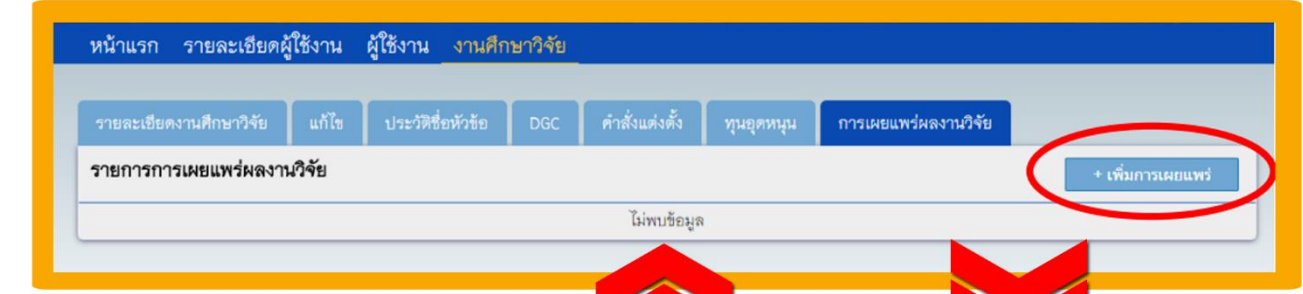 หน้าแรก รายละเอียดผู้ใช้งาน ผู้ใช้งาน งานศึกษาวิจัย
รายละเอียดงานศึกษาวิจัย แก้ไข ประวัติชื่อหัวข้อ DGC คำสั่งแต่งตั้ง ทุนอุดหนุน การเผยแพร่ผลงานวิจัย
รายการการเผยแพร่ผลงานวิจัย + เพิ่มการเผยแพร่
ไม่พบข้อมูล